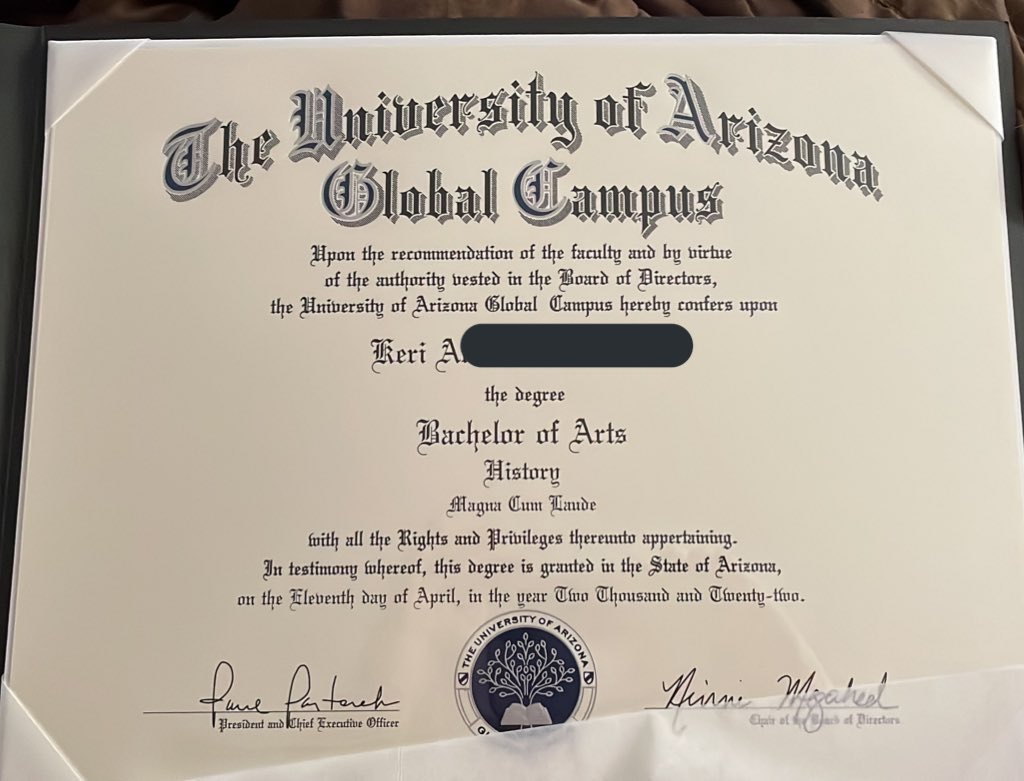 The University of Arizona
Global Campus
Upon the recommendation of the faculty and by virtue
of the authority vested in the Board of Directors,
the University of Arizona Global Campus hereby confers upon
Keri A
the degree
Bachelor of Arts
History
Magna Cum Laude
with all the Rights and Privileges thereunto appertaining.
In testimony whereof, this degree is granted in the State of Arizona,
on the Eleventh day of April, in the year Two Thousand and Twenty-two.
THE UNIVERSITY OF ARIZONA
President and Chief Executive Officer
Chair of the Board of Directors